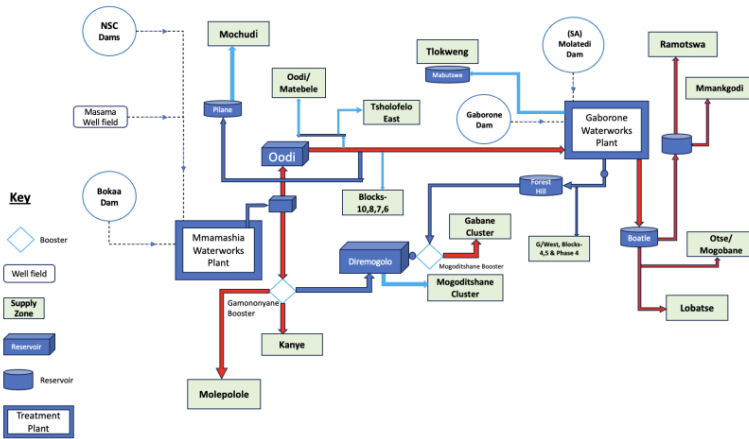 NSC
Dams
Mochudi
(SA)
Molatedi
Dam
Ramotswa
Tlokweng
Mabutswe
Mmankgodi
Oodi/
Matebele
Masama
Well field
Pilane
Tsholofelo
East
Gaborone
Dam
Gaborone
Waterworks
Plant
Oodi
Key
Bokaa
Dam
Blocks-
10,8,7,6
Forest
Hill
Booster
Mmamashia
Waterworks
Plant
Gabane
Cluster
G/West, Blocks-
4,5 & Phase 4
Boatle
Otse/
Mogobane
Well field
Diremogolo
Mogoditshane Booster
Supply
Zone
Gamononyane
Booster
Mogoditshane
Cluster
Lobatse
Reservoir
Kanye
Reservoir
Molepolole
Treatment
Plant